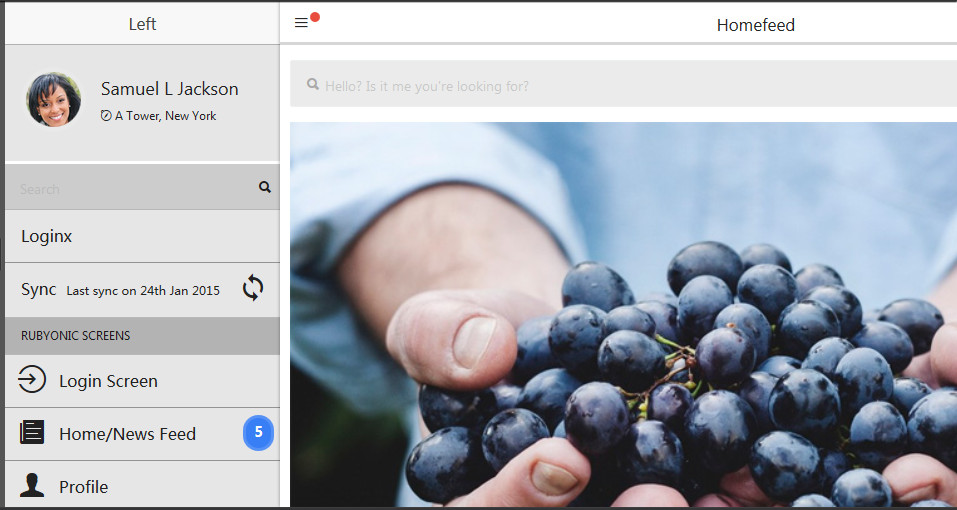 Left
Samuel L Jackson
A Tower, New York
Search
Loginx
Sync Last sync on 24th Jan 2015
RUBYONIC SCREENS
Login Screen
Home/News Feed 5
Profile
Homefeed
Hello? Is it me you're looking for?